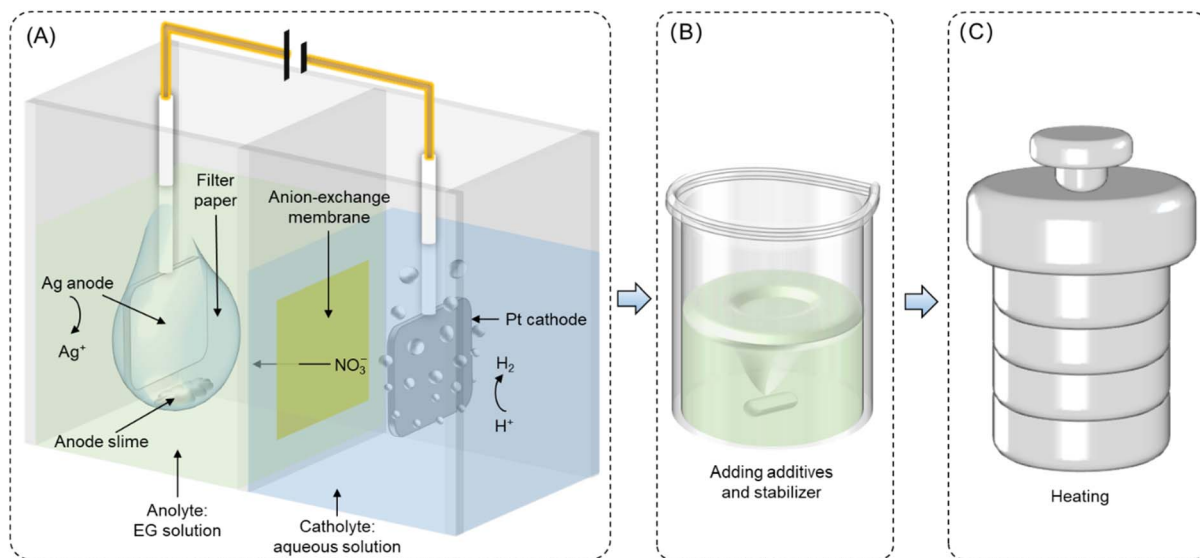 (A)
Filter
paper
Anion-exchange
membrane
Ag anode
Ag⁺
Pt cathode
NO₃⁻
H₂
H⁺
Anode slime
Anolyte:
EG solution
Catholyte:
aqueous solution
(B)
Adding additives
and stabilizer
(C)
Heating